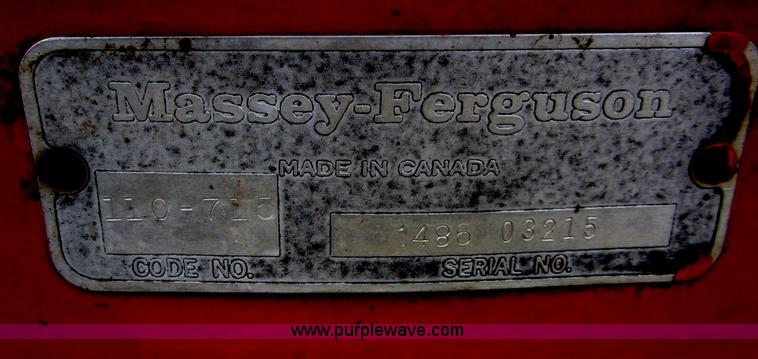 Massey-Ferguson
MADE IN CANADA
110-715
1486 03215
CODE NO.
SERIAL NO.
www.purplewave.com